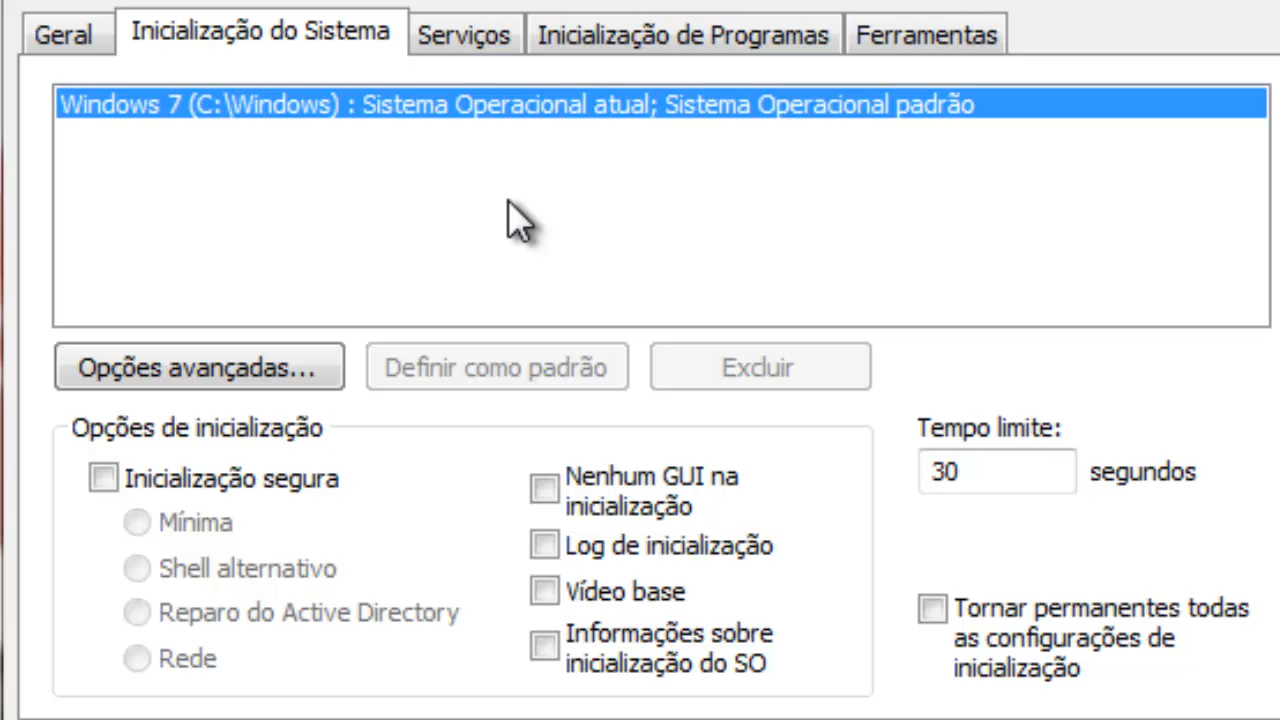 Geral
Inicialização do Sistema
Serviços
Inicialização de Programas
Ferramentas
Windows 7 (C:\Windows) : Sistema Operacional atual; Sistema Operacional padrão
Opções avançadas...
Definir como padrão
Excluir
Opções de inicialização
Inicialização segura
Mínima
Shell alternativo
Reparo do Active Directory
Rede
Nenhum GUI na
inicialização
Log de inicialização
Vídeo base
Informações sobre
inicialização do SO
Tempo limite:
30 segundos
Tornar permanentes todas
as configurações de
inicialização